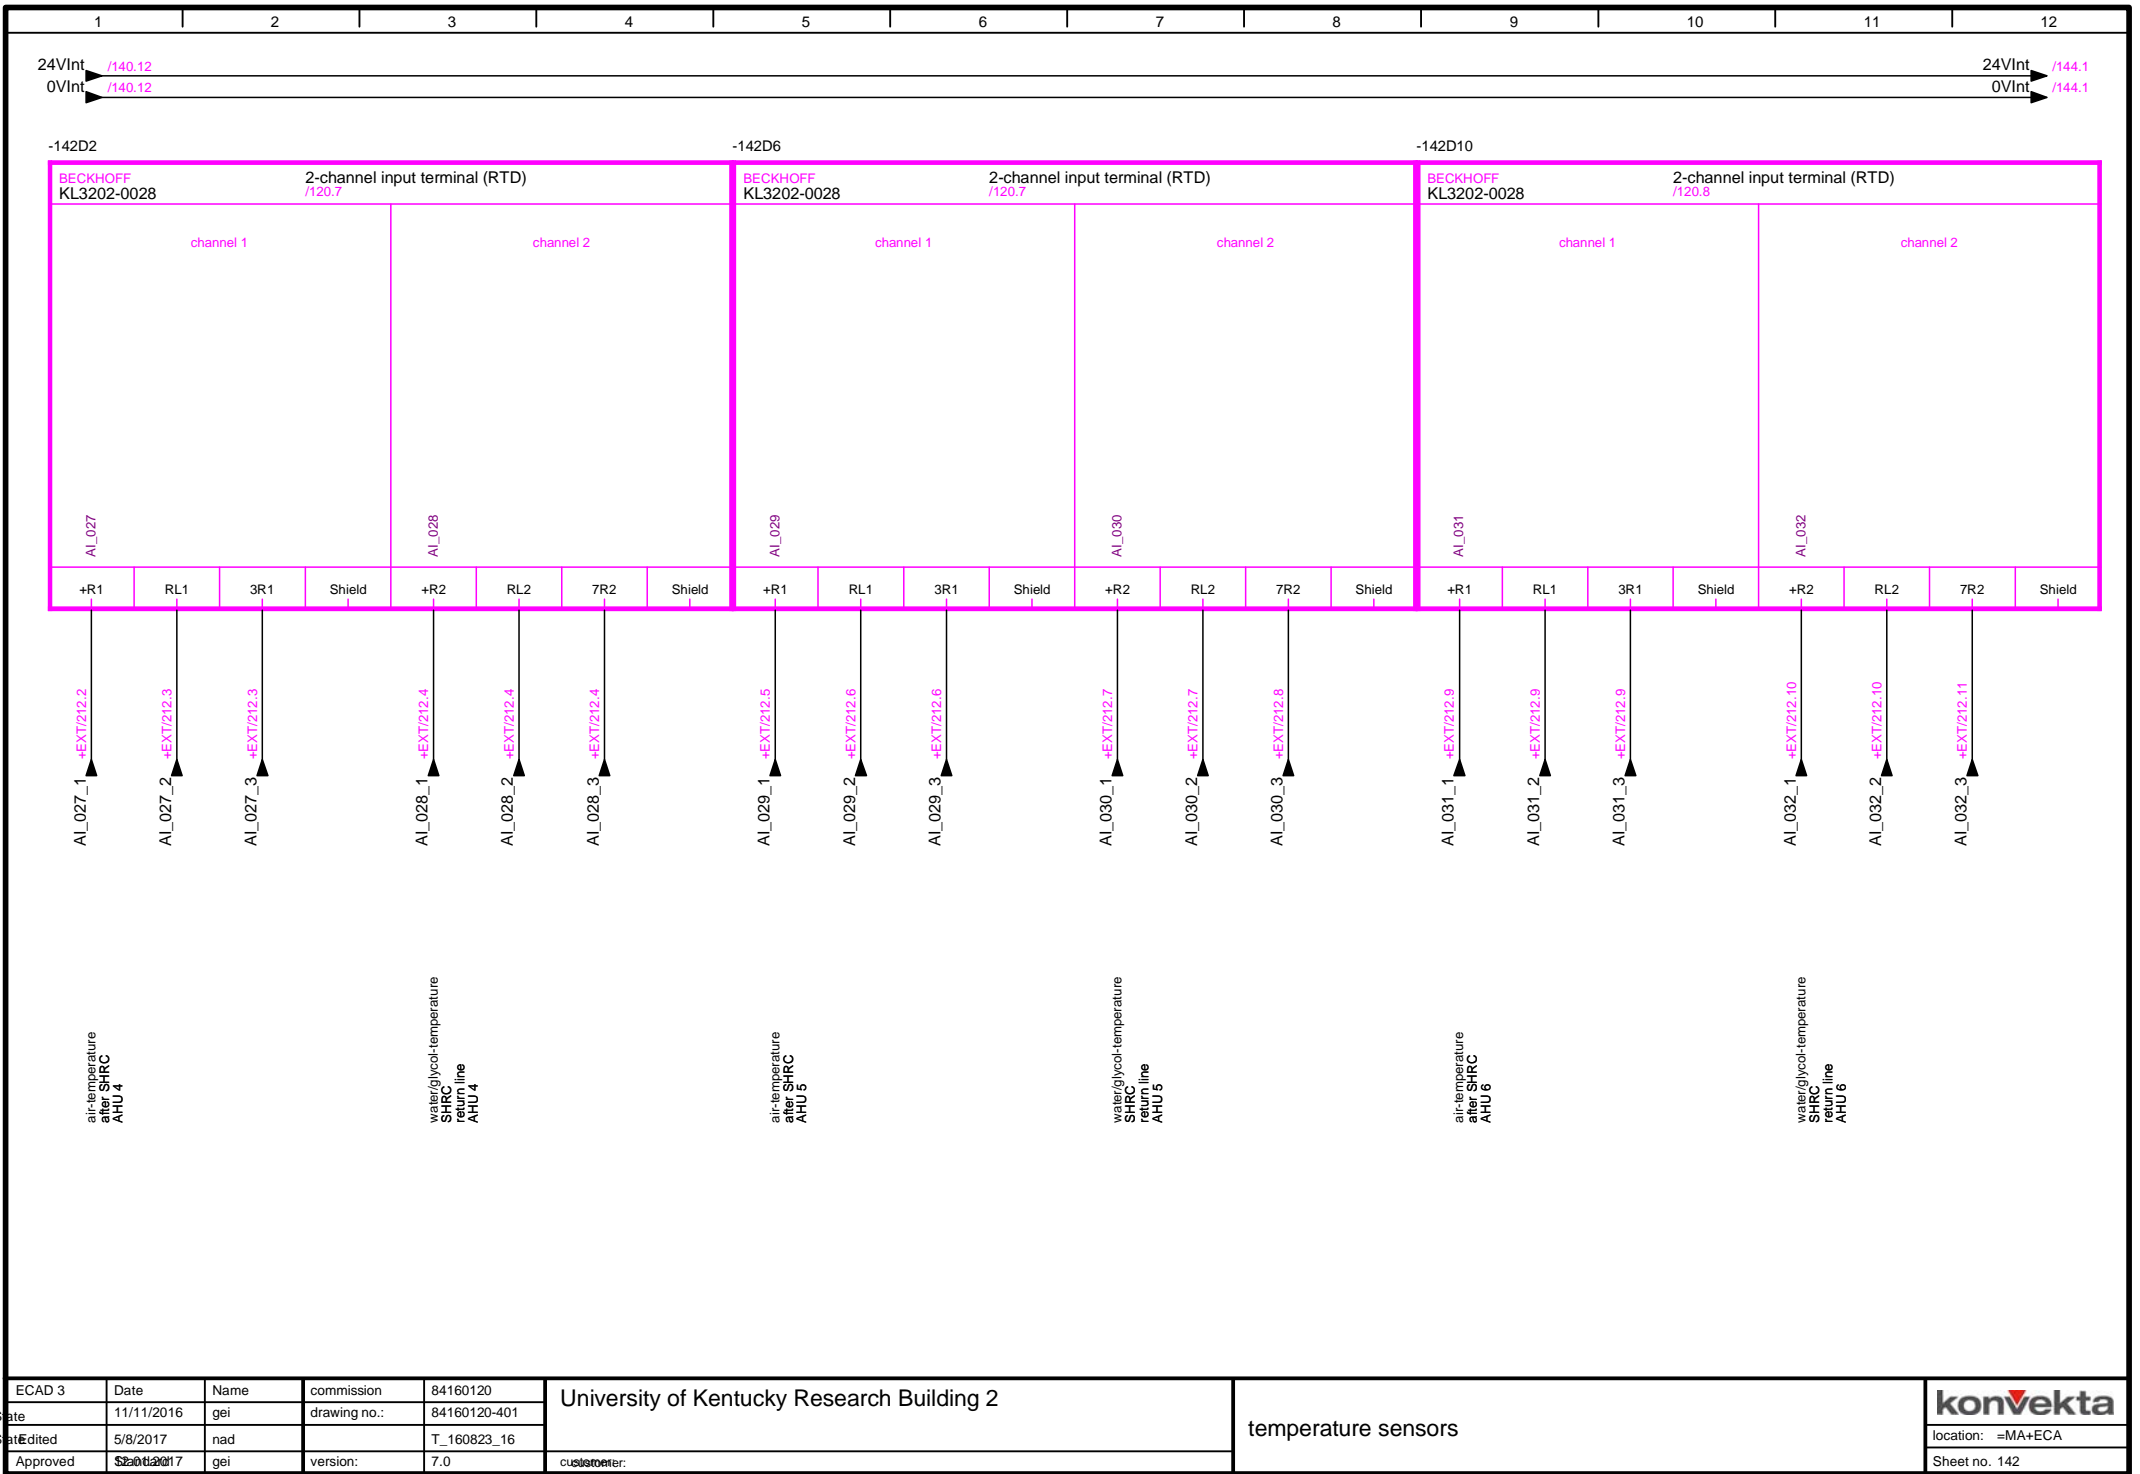 1 2 3 4 5 6 7 8 9 10 11 12
24VInt /140.12 24VInt /144.1
0VInt /140.12 0VInt /144.1
-142D2 -142D6 -142D10
BECKHOFF 2-channel input terminal (RTD) BECKHOFF 2-channel input terminal (RTD) BECKHOFF 2-channel input terminal (RTD)
KL3202-0028 /120.7 KL3202-0028 /120.7 KL3202-0028 /120.8
channel 1 channel 2 channel 1 channel 2 channel 1 channel 2
AI_027 AI_028 AI_029 AI_030 AI_031 AI_032
+R1 RL1 3R1 Shield +R2 RL2 7R2 Shield +R1 RL1 3R1 Shield +R2 RL2 7R2 Shield +R1 RL1 3R1 Shield +R2 RL2 7R2 Shield
+EXT/212.2 +EXT/212.3 +EXT/212.3 +EXT/212.4 +EXT/212.4 +EXT/212.4 +EXT/212.5 +EXT/212.6 +EXT/212.6 +EXT/212.7 +EXT/212.7 +EXT/212.8 +EXT/212.9 +EXT/212.9 +EXT/212.9 +EXT/212.10 +EXT/212.10 +EXT/212.11
AI_027_1 AI_027_2 AI_027_3 AI_028_1 AI_028_2 AI_028_3 AI_029_1 AI_029_2 AI_029_3 AI_030_1 AI_030_2 AI_030_3 AI_031_1 AI_031_2 AI_031_3 AI_032_1 AI_032_2 AI_032_3
air-temperature
after SHRC
AHU 4
water/glycol-temperature
SHRC
return line
AHU 4
air-temperature
after SHRC
AHU 5
water/glycol-temperature
SHRC
return line
AHU 5
air-temperature
after SHRC
AHU 6
water/glycol-temperature
SHRC
return line
AHU 6
ECAD 3 Date Name commission 84160120
11/11/2016 gei drawing no.: 84160120-401
Edited 5/8/2017 nad T_160823_16
Approved gei version: 7.0
University of Kentucky Research Building 2
customer:
temperature sensors
konvekta
location: =MA+ECA
Sheet no. 142